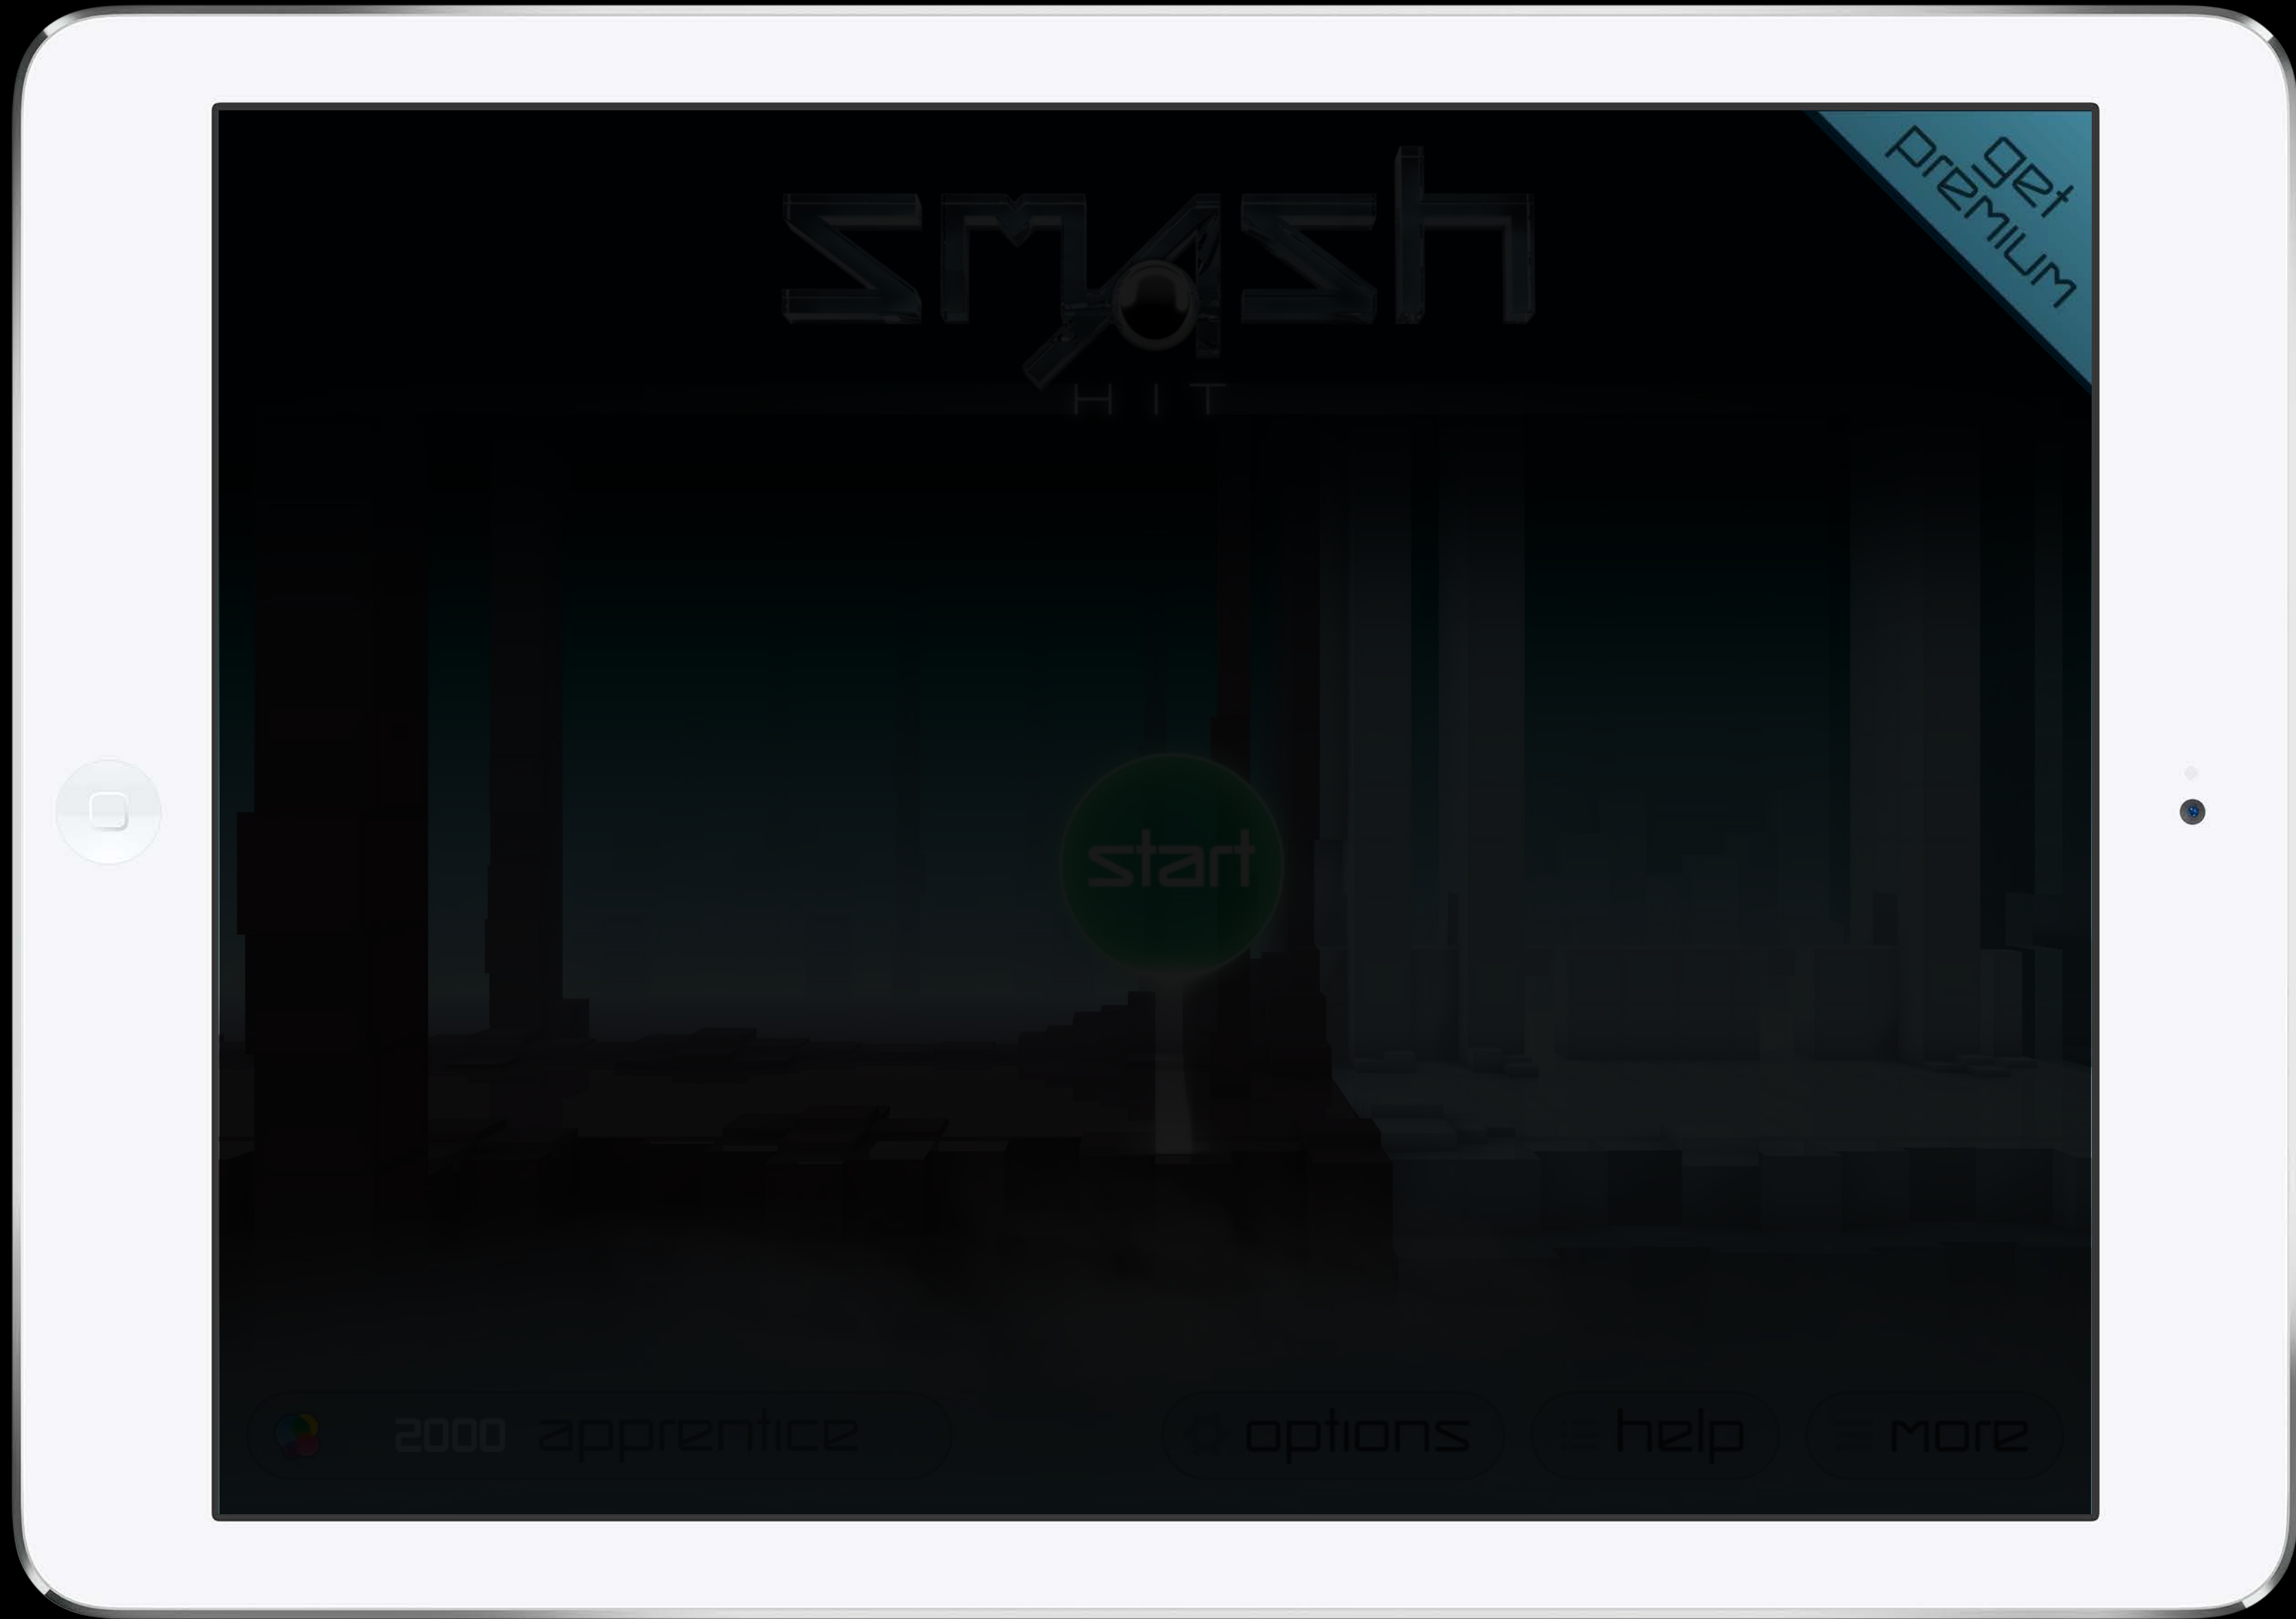 get
premium
smash
HIT
start
2000 apprentice
options
help
more